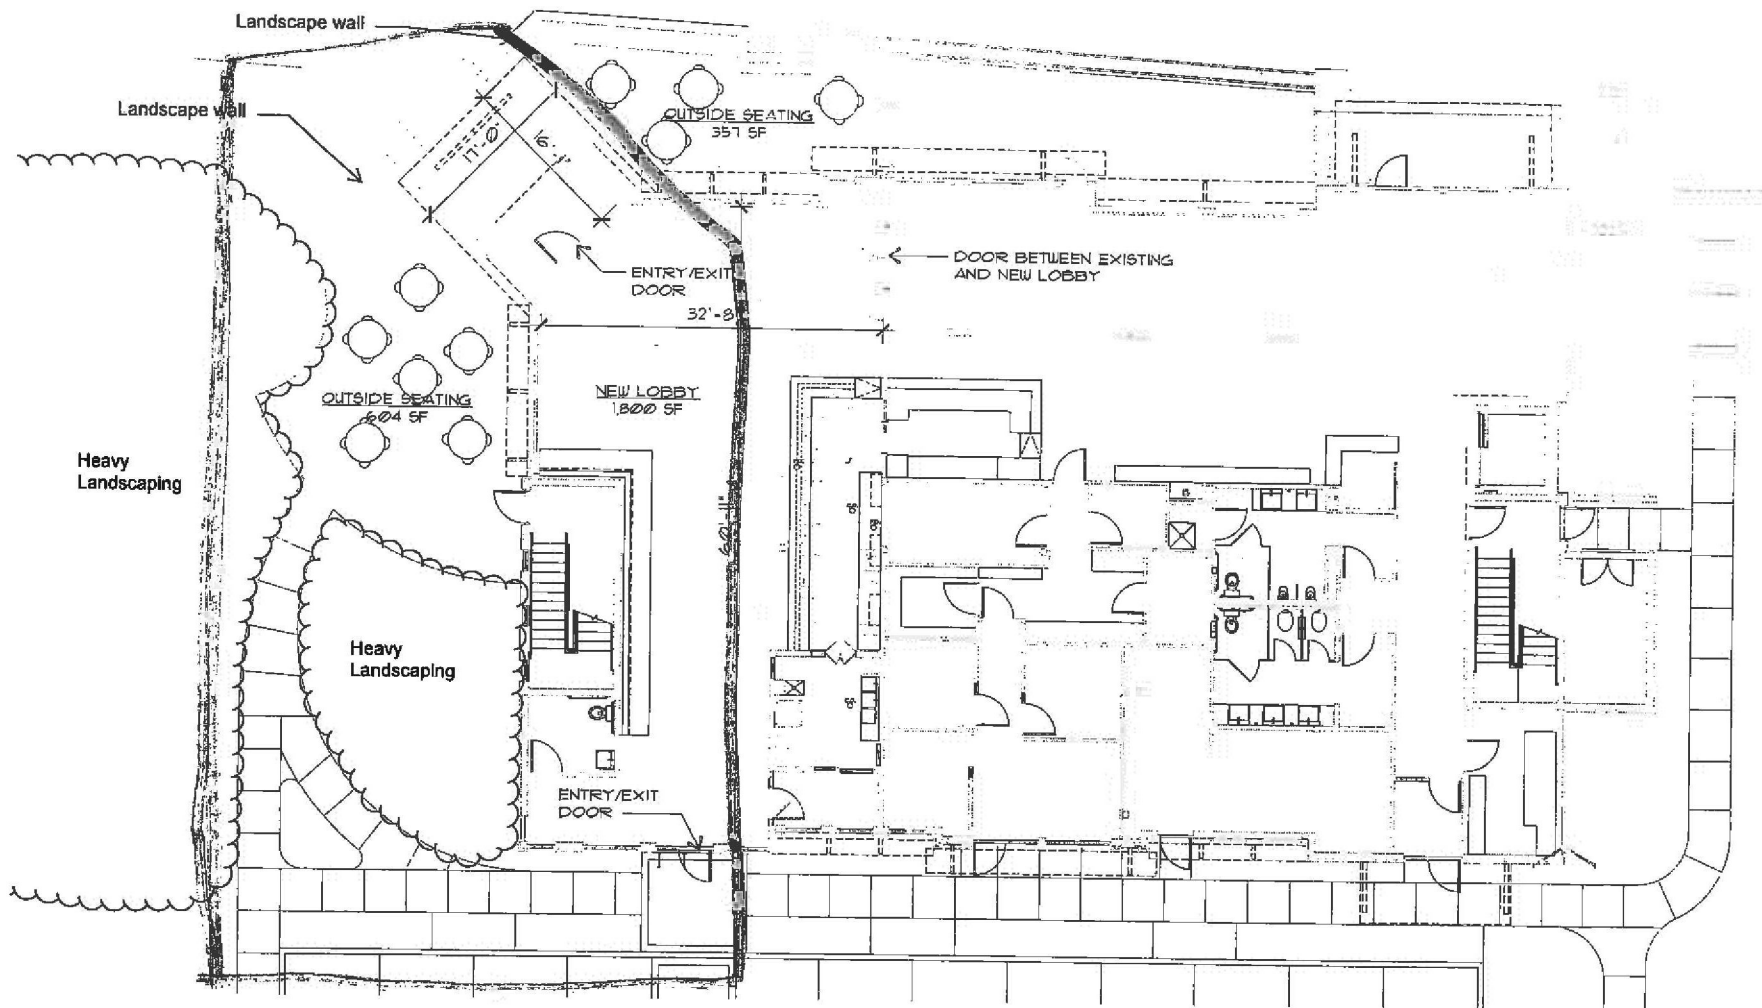 Landscape wall
Landscape wall
OUTSIDE SEATING
357 SF
17'-0"
16'-1"
ENTRY/EXIT
DOOR
DOOR BETWEEN EXISTING
AND NEW LOBBY
32'-8
NEW LOBBY
1,800 SF
OUTSIDE SEATING
604 SF
Heavy
Landscaping
60'-11"
Heavy
Landscaping
ENTRY/EXIT
DOOR